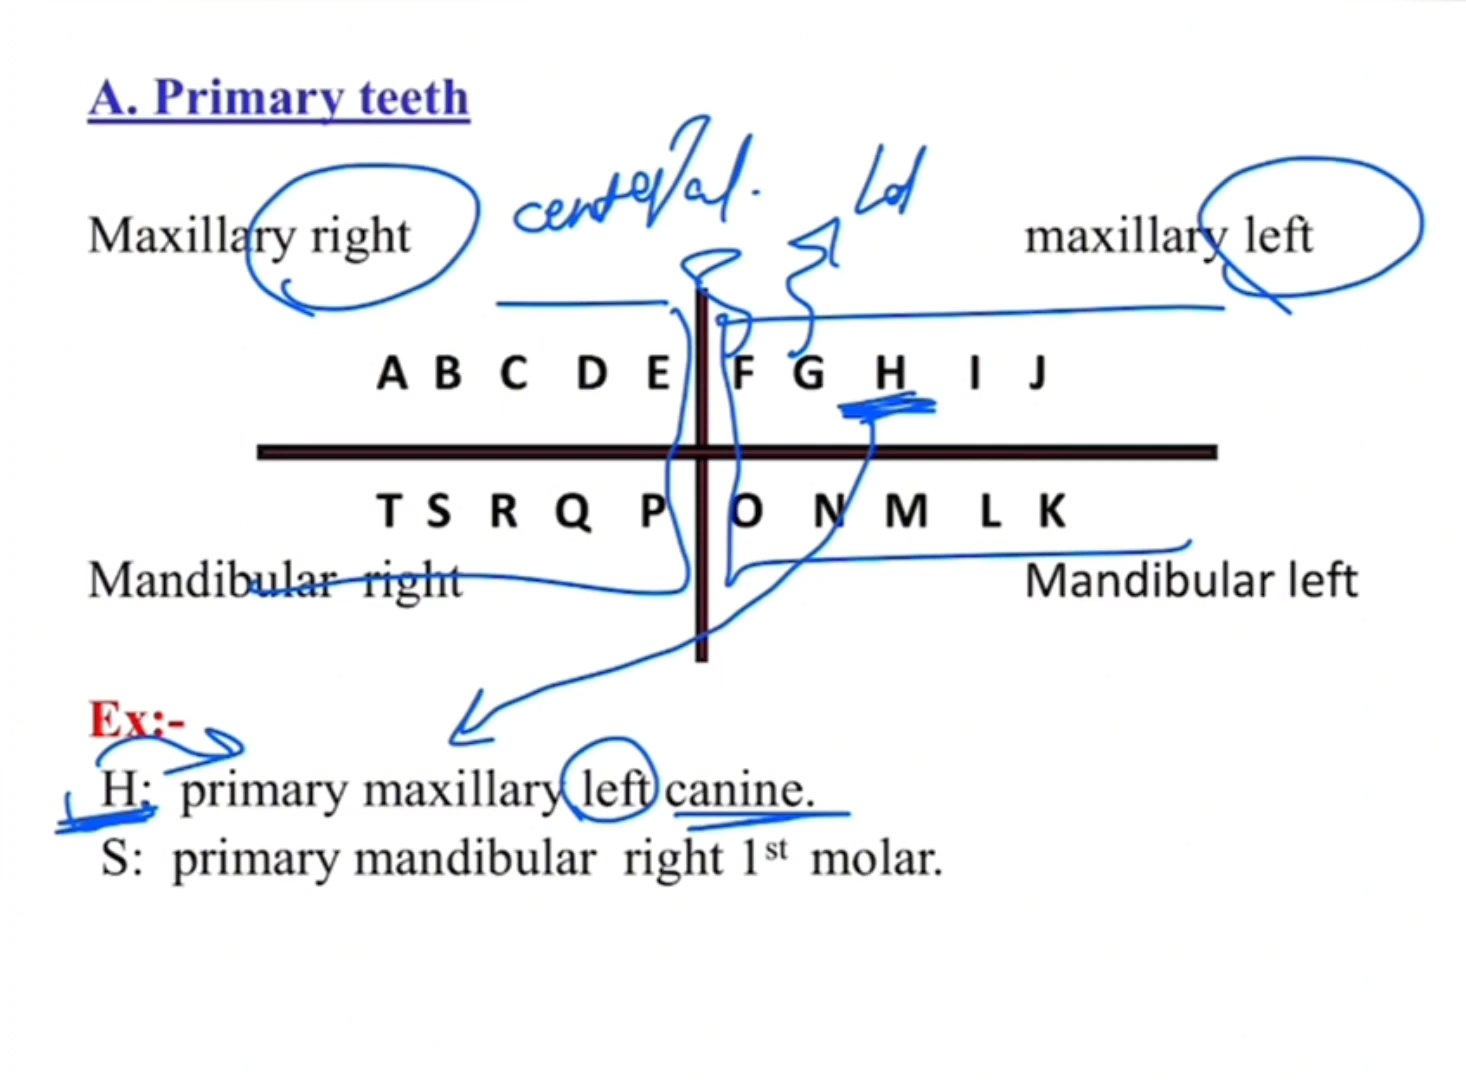 A. Primary teeth
Maxillary right
maxillary left
A B C D E F G H I J
T S R Q P O N M L K
Mandibular right
Mandibular left
Ex:-
H: primary maxillary left canine.
S: primary mandibular right 1st molar.